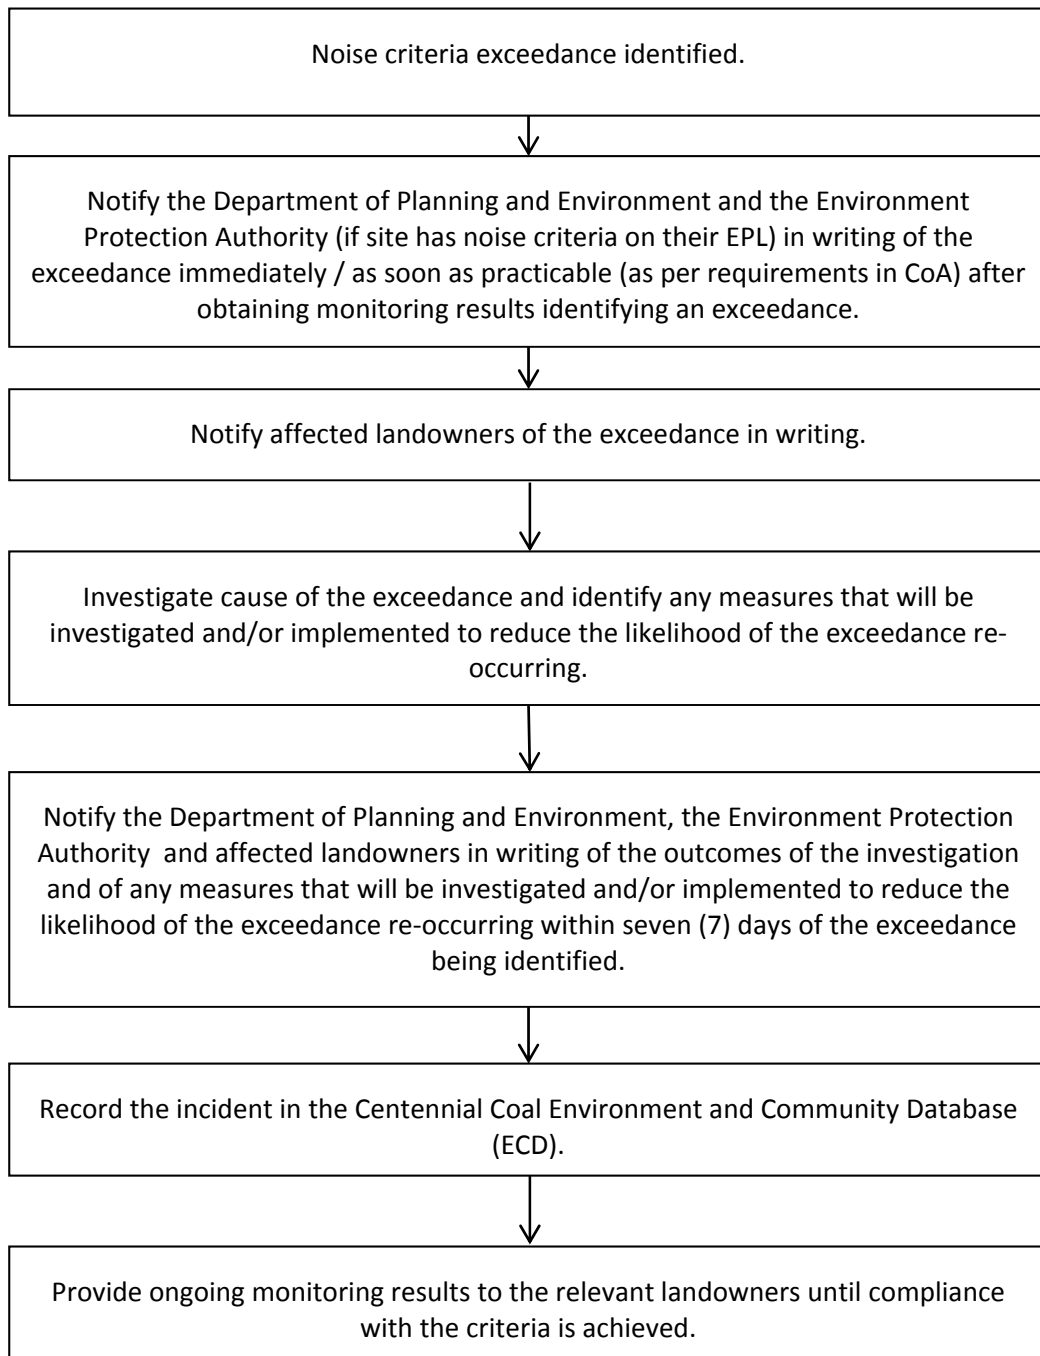 Noise criteria exceedance identified.
Notify the Department of Planning and Environment and the Environment
Protection Authority (if site has noise criteria on their EPL) in writing of the
exceedance immediately / as soon as practicable (as per requirements in CoA) after
obtaining monitoring results identifying an exceedance.
Notify affected landowners of the exceedance in writing.
Investigate cause of the exceedance and identify any measures that will be
investigated and/or implemented to reduce the likelihood of the exceedance re-
occurring.
Notify the Department of Planning and Environment, the Environment Protection
Authority  and affected landowners in writing of the outcomes of the investigation
and of any measures that will be investigated and/or implemented to reduce the
likelihood of the exceedance re-occurring within seven (7) days of the exceedance
being identified.
Record the incident in the Centennial Coal Environment and Community Database
(ECD).
Provide ongoing monitoring results to the relevant landowners until compliance
with the criteria is achieved.